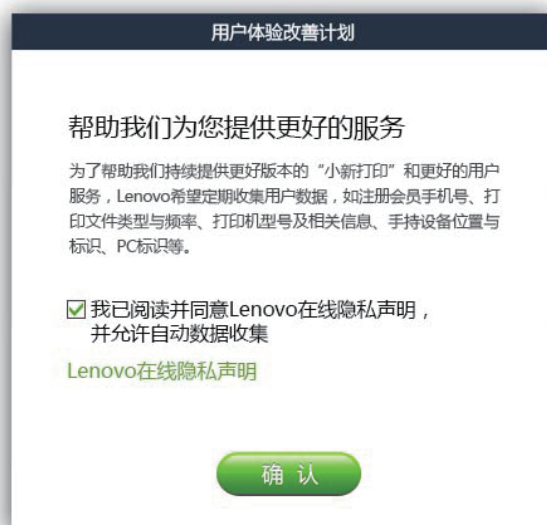 用户体验改善计划
帮助我们为您提供更好的服务
为了帮助我们持续提供更好版本的“小新打印”和更好的用户
服务，Lenovo希望定期收集用户数据，如注册会员手机号、打
印文件类型与频率、打印机型号及相关信息、手持设备位置与
标识、PC标识等。
我已阅读并同意Lenovo在线隐私声明，
并允许自动数据收集
Lenovo在线隐私声明
确 认